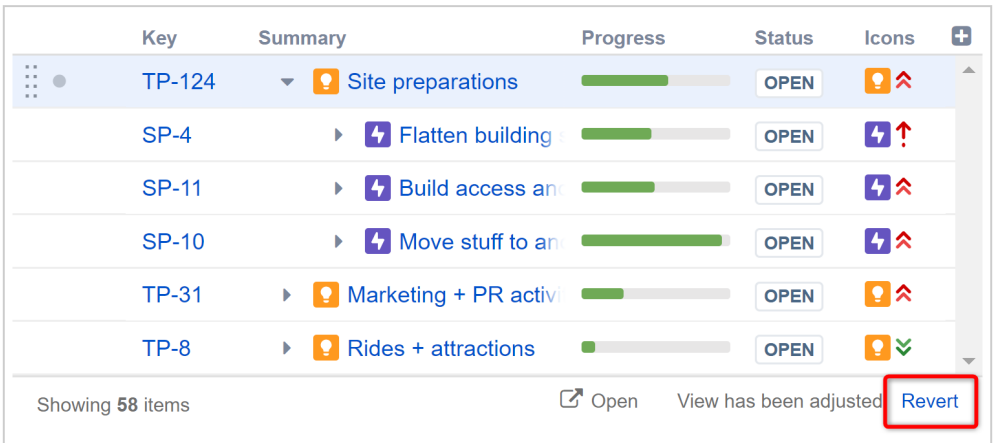 Key Summary Progress Status Icons
TP-124 Site preparations OPEN
SP-4 Flatten building OPEN
SP-11 Build access an OPEN
SP-10 Move stuff to an OPEN
TP-31 Marketing + PR activi OPEN
TP-8 Rides + attractions OPEN
Showing 58 items Open View has been adjusted Revert